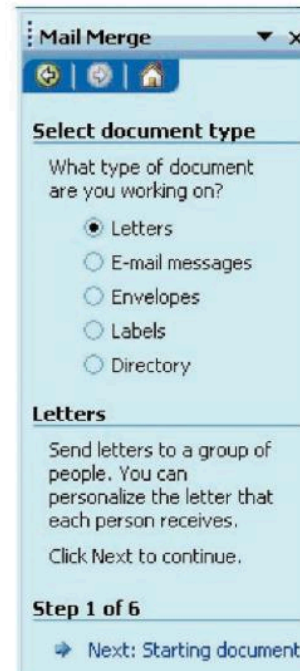 Mail Merge
Select document type
What type of document
are you working on?
Letters
E-mail messages
Envelopes
Labels
Directory
Letters
Send letters to a group of
people. You can
personalize the letter that
each person receives.
Click Next to continue.
Step 1 of 6
Next: Starting document